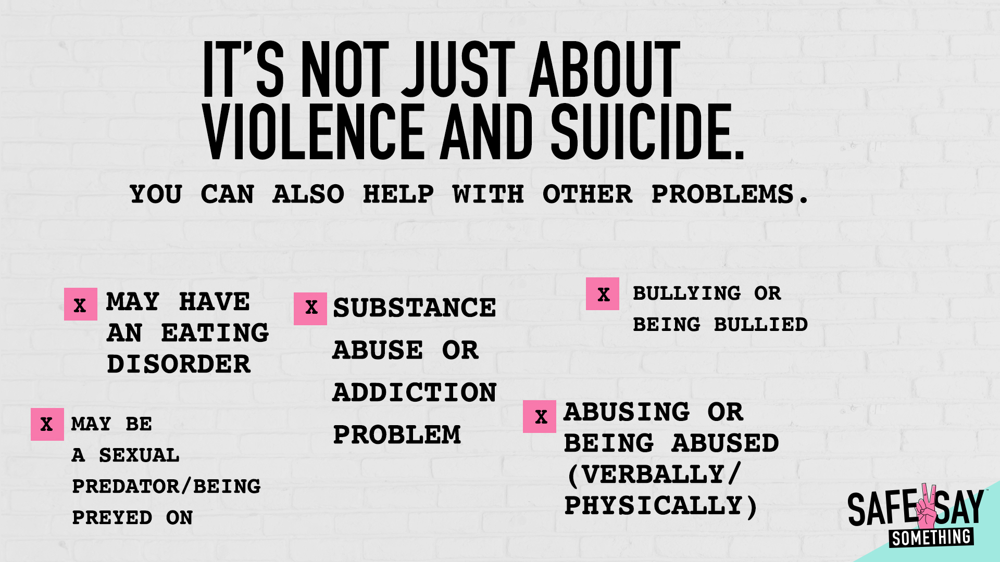 IT’S NOT JUST ABOUT
VIOLENCE AND SUICIDE.
YOU CAN ALSO HELP WITH OTHER PROBLEMS.
X MAY HAVE
AN EATING
DISORDER
X SUBSTANCE
ABUSE OR
ADDICTION
PROBLEM
X BULLYING OR
BEING BULLIED
X MAY BE
A SEXUAL
PREDATOR/BEING
PREYED ON
X ABUSING OR
BEING ABUSED
(VERBALLY/
PHYSICALLY)
SAFE SAY™
SOMETHING